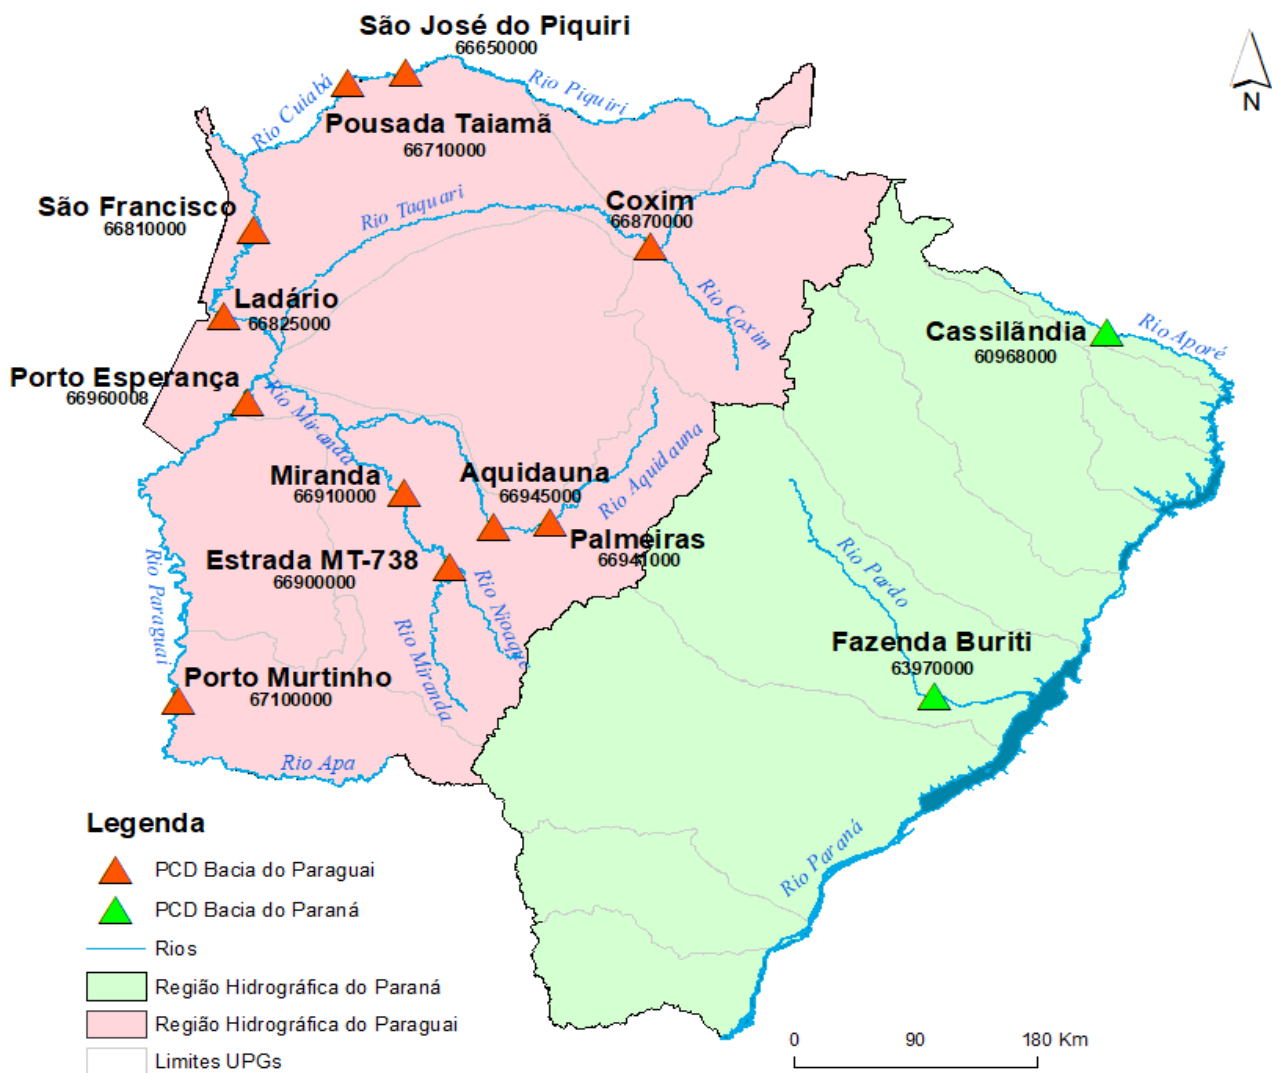 São José do Piquiri
66650000
N
Rio Cuiabá
Rio Piquiri
Pousada Taiamã
66710000
São Francisco
66810000
Rio Taquari
Coxim
66870000
Ladário
66825000
Rio Coxim
Cassilãndia
60968000
Rio Aporé
Porto Esperança
66960008
Rio Miranda
Miranda
66910000
Aquidauna
66945000
Rio Aquidauna
Palmeiras
66941000
Estrada MT-738
66900000
Rio Nioaque
Rio Pardo
Rio Paraguai
Rio Miranda
Fazenda Buriti
63970000
Porto Murtinho
67100000
Rio Apa
Rio Paraná
Legenda
PCD Bacia do Paraguai
PCD Bacia do Paraná
Rios
Região Hidrográfica do Paraná
Região Hidrográfica do Paraguai
Limites UPGs
0 90 180 Km